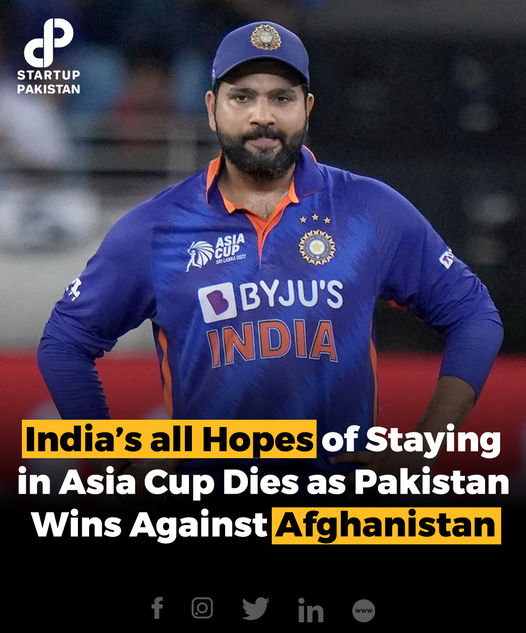 STARTUP
PAKISTAN
ASIA
CUP
SRI LANKA 2022
BYJU'S
INDIA
India's all Hopes of Staying
in Asia Cup Dies as Pakistan
Wins Against Afghanistan
www